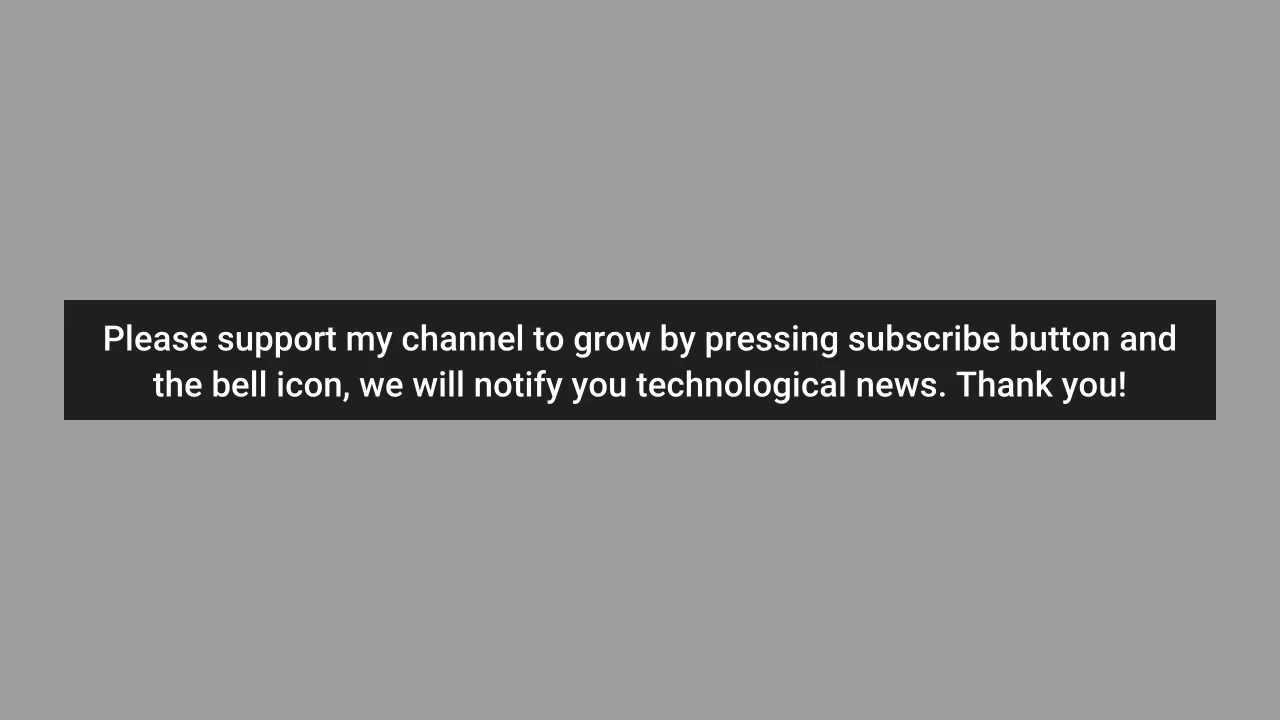 Please support my channel to grow by pressing subscribe button and
the bell icon, we will notify you technological news. Thank you!